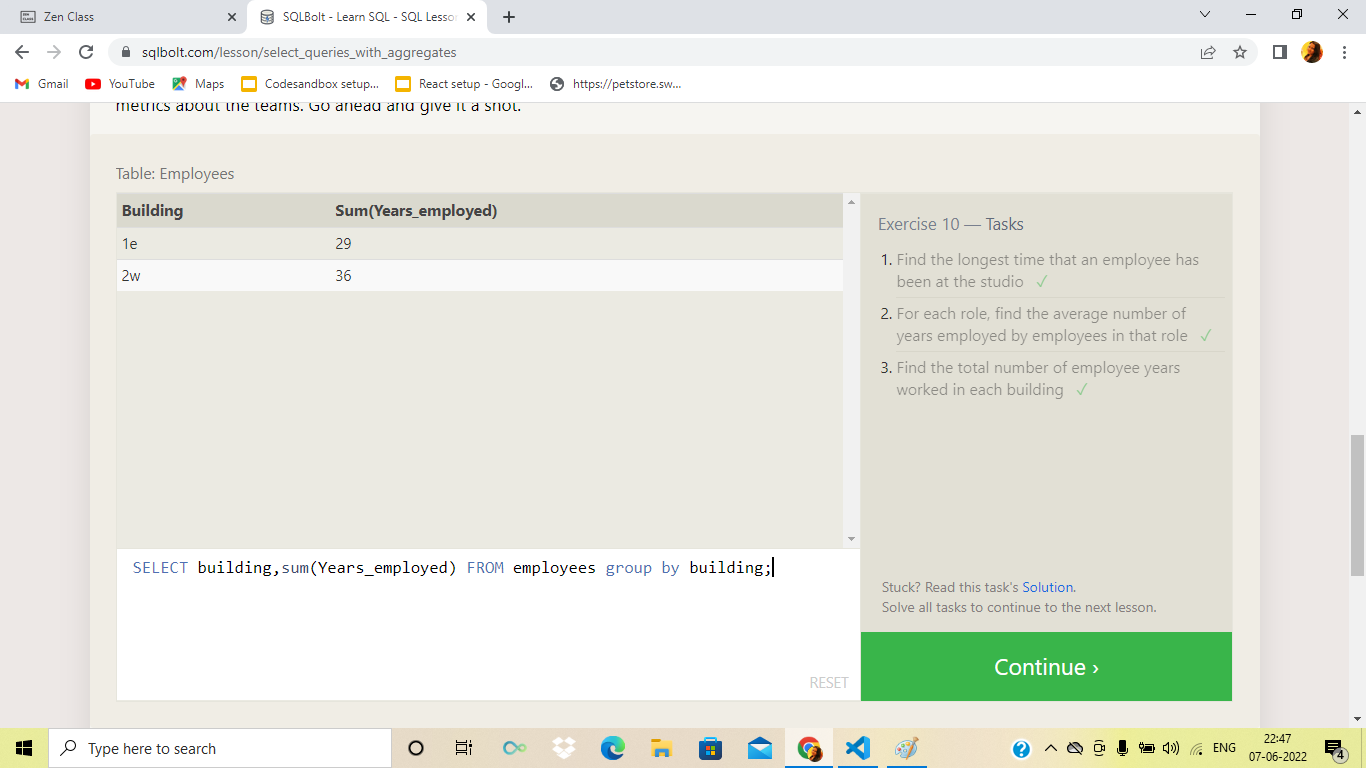 Zen Class
SQLBolt - Learn SQL - SQL Lesso
sqlbolt.com/lesson/select_queries_with_aggregates
Gmail
YouTube
Maps
Codesandbox setup...
React setup - Googl...
https://petstore.sw...
metrics about the teams. Go ahead and give it a shot.
Table: Employees
Building Sum(Years_employed)
1e 29
2w 36
SELECT building,sum(Years_employed) FROM employees group by building;
RESET
Exercise 10 — Tasks
1. Find the longest time that an employee has
been at the studio ✓
2. For each role, find the average number of
years employed by employees in that role ✓
3. Find the total number of employee years
worked in each building ✓
Stuck? Read this task's Solution.
Solve all tasks to continue to the next lesson.
Continue ›
Type here to search
ENG
22:47
07-06-2022
4